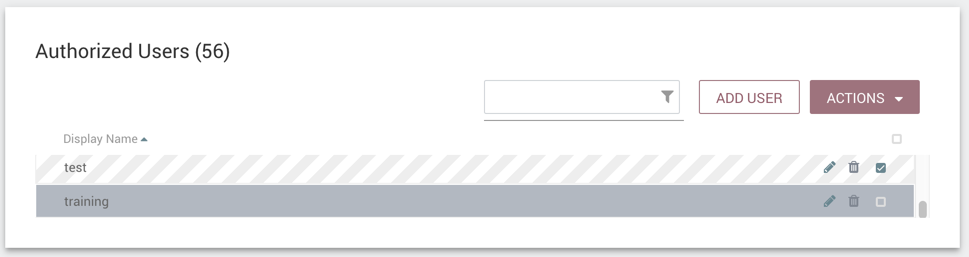 Authorized Users (56)
ADD USER
ACTIONS
Display Name
test
training